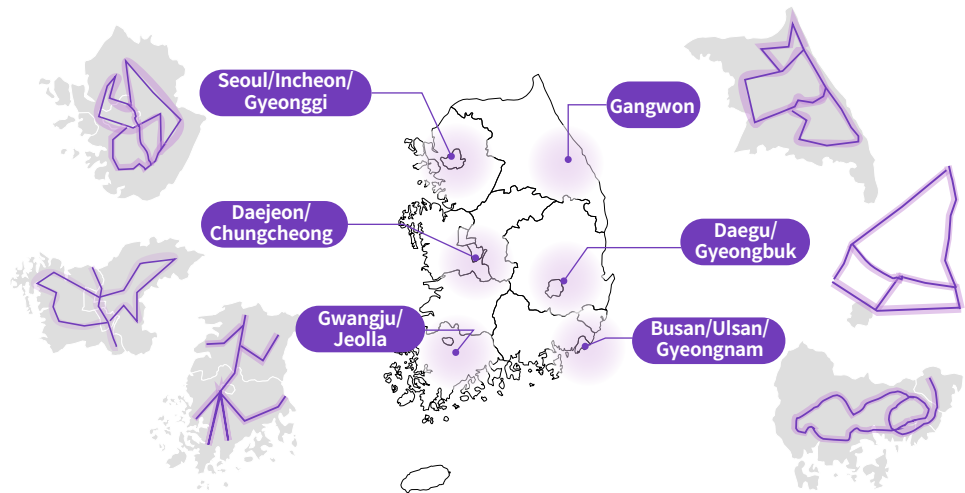 Seoul/Incheon/
Gyeonggi
Gangwon
Daejeon/
Chungcheong
Daegu/
Gyeongbuk
Gwangju/
Jeolla
Busan/Ulsan/
Gyeongnam